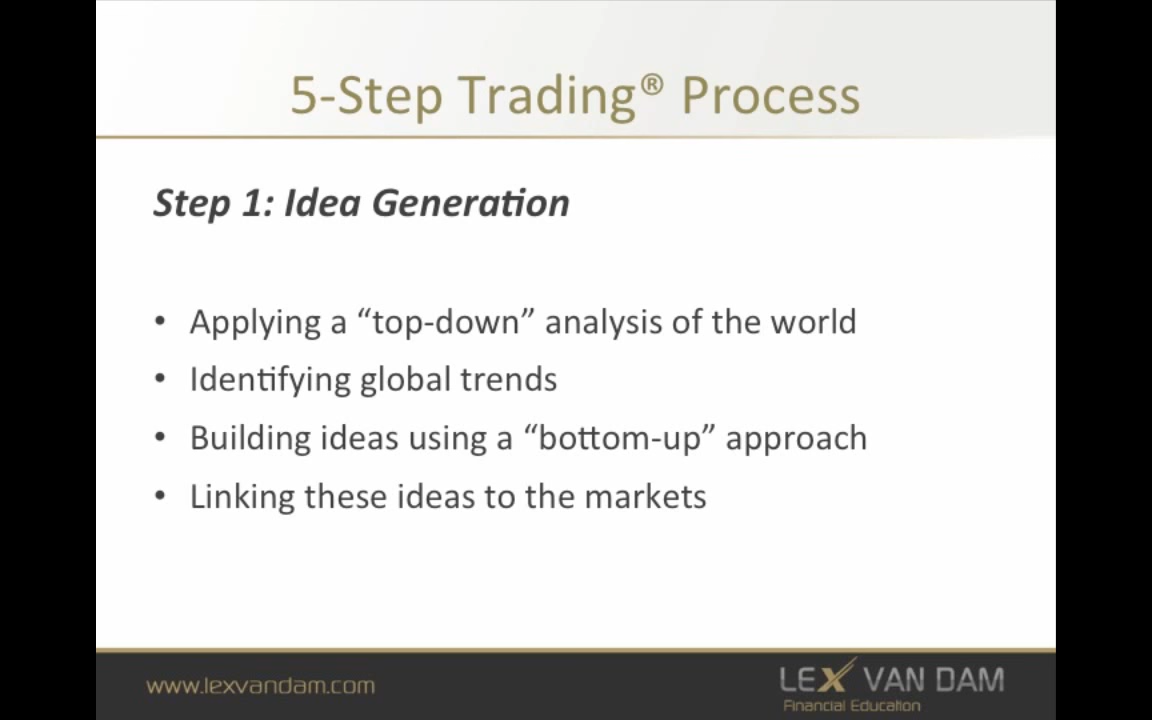 5-Step Trading® Process
Step 1: Idea Generation
• Applying a “top-down” analysis of the world
• Identifying global trends
• Building ideas using a “bottom-up” approach
• Linking these ideas to the markets
www.lexvandam.com
LEX VAN DAM
Financial Education